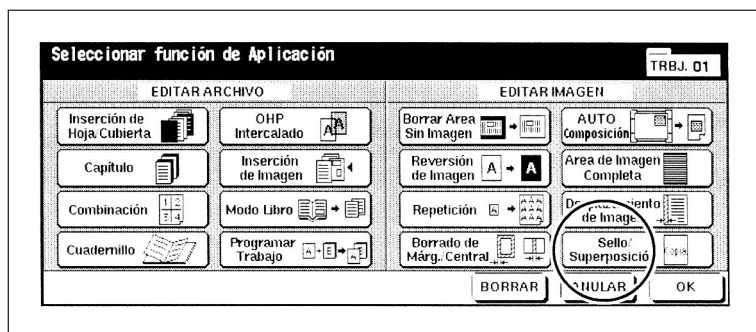 Seleccionar función de Aplicación
TRBJ. 01
EDITAR ARCHIVO
EDITAR IMAGEN
Inserción de
Hoja/Cubierta
OHP
Intercalado
Borrar Area
Sin Imagen
AUTO
Composición
Capítulo
Inserción
de Imagen
Reversión
de Imagen
Area de Imagen
Completa
Combinación
Modo Libro
Repetición
de Image
Cuadernillo
Programar
Trabajo
Borrado de
Márg./Central
Sello/
Superposició
Copia
BORRAR
ANULAR
OK